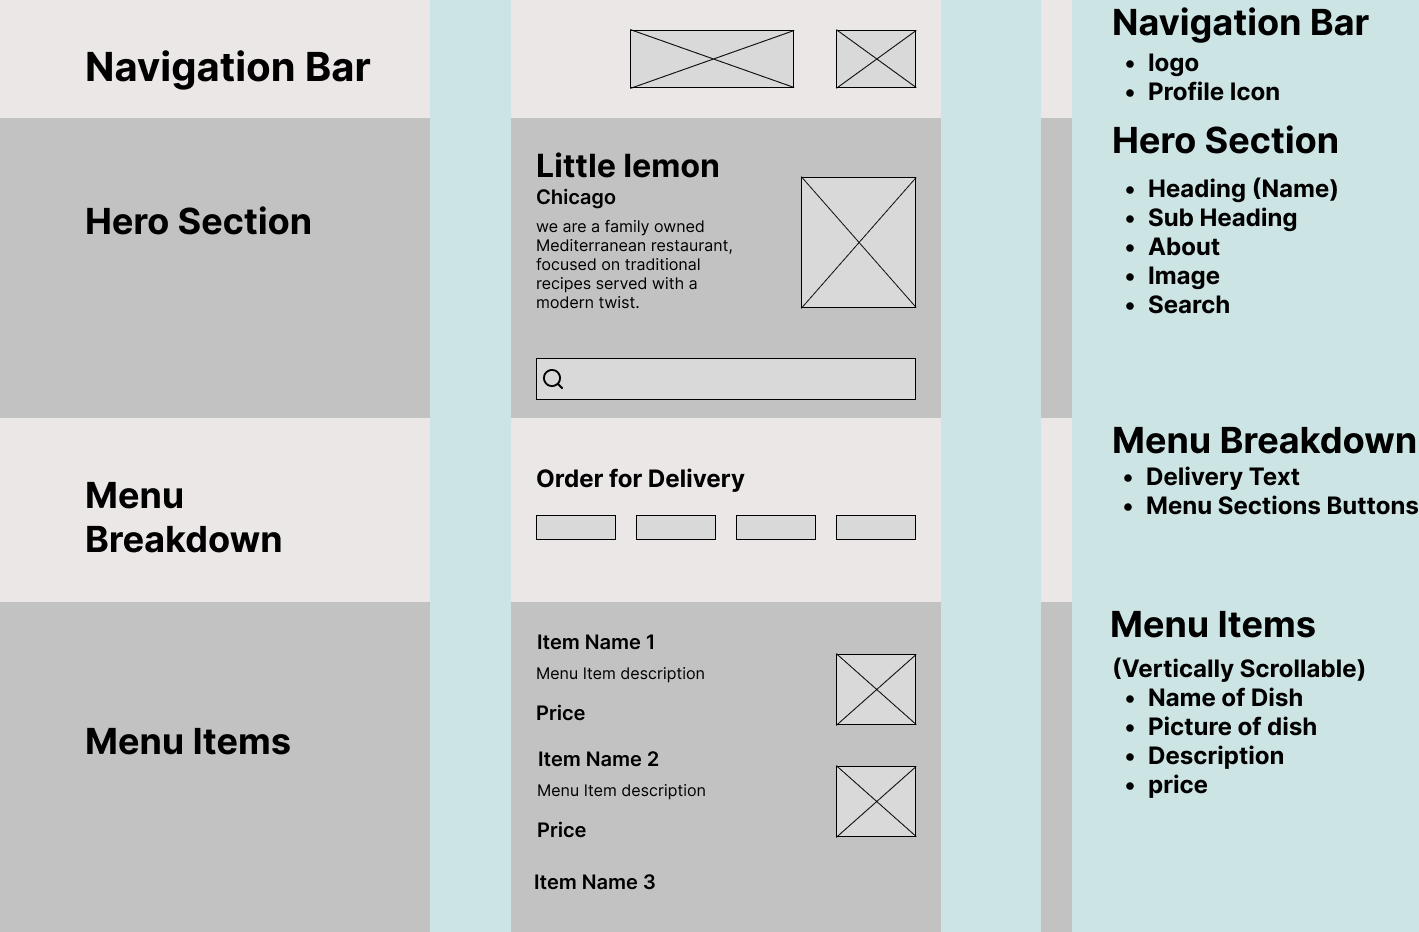 Navigation Bar
Hero Section
Menu
Breakdown
Menu Items
Little lemon
Chicago
we are a family owned
Mediterranean restaurant,
focused on traditional
recipes served with a
modern twist.
Order for Delivery
Item Name 1
Menu Item description
Price
Item Name 2
Menu Item description
Price
Item Name 3
Navigation Bar
• logo
• Profile Icon
Hero Section
• Heading (Name)
• Sub Heading
• About
• Image
• Search
Menu Breakdown
• Delivery Text
• Menu Sections Buttons
Menu Items
(Vertically Scrollable)
• Name of Dish
• Picture of dish
• Description
• price